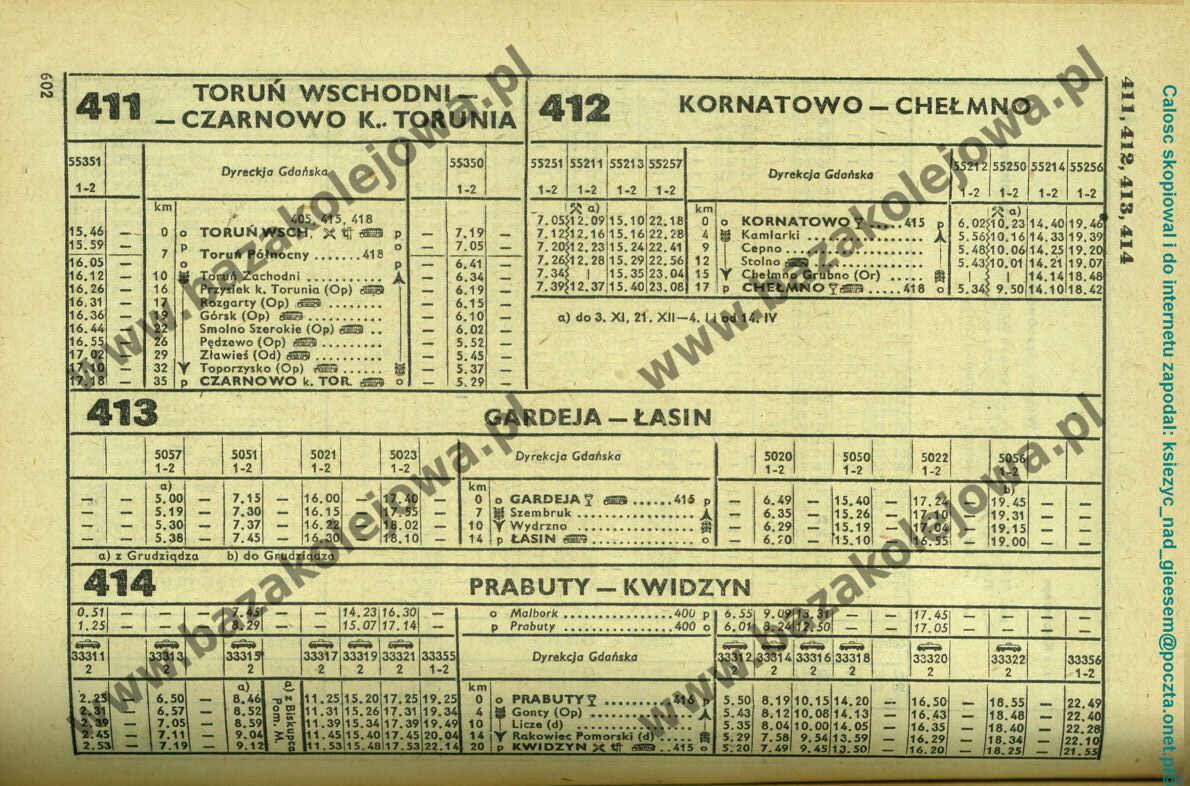 602
411 TORUŃ WSCHODNI — — CZARNOWO K. TORUNIA
55351 Dyrekcja Gdańska 55350
1-2 1-2
km 405, 415, 418
15.46 — 0 o TORUŃ WSCH. p — 7.19 —
15.59 — p o — 7.05 —
7 Toruń Północny ....... 418
16.05 — o p — 6.41 —
16.12 — 10 Toruń Zachodni — 6.34 —
16.26 — 16 Przysiek k. Torunia (Op) — 6.19 —
16.31 — 17 Rozgarty (Op) — 6.15 —
16.36 — 19 Górsk (Op) — 6.10 —
16.44 — 22 Smolno Szerokie (Op) — 6.02 —
16.55 — 26 Pędzewo (Op) — 5.52 —
17.02 — 29 Zławieś (Od) — 5.45 —
17.10 — 32 Toporzysko (Op) — 5.37 —
17.18 — 35 p CZARNOWO k. TOR. o — 5.29 —
412 KORNATOWO — CHEŁMNO
55251 55211 55213 55257 Dyrekcja Gdańska 55212 55250 55214 55256
1-2 1-2 1-2 1-2 1-2 1-2 1-2 1-2
a) km a)
7.05 12.09 15.10 22.18 0 o KORNATOWO ..... 415 p 6.02 10.23 14.40 19.46
7.12 12.16 15.16 22.28 4 Kamlarki 5.56 10.16 14.33 19.39
7.20 12.23 15.24 22.41 9 Cepno 5.48 10.06 14.25 19.20
7.26 12.28 15.29 22.56 12 Stolno 5.43 10.01 14.21 19.07
7.34 | 15.35 23.04 15 Chełmno Grubno (Or) | | 14.14 18.48
7.39 12.37 15.40 23.08 17 p CHEŁMNO ..... 418 o 5.34 9.50 14.10 18.42
a) do 3. XI, 21. XII—4. I i od 14. IV
413 GARDEJA — ŁASIN
5057 5051 5021 5023 Dyrekcja Gdańska 5020 5050 5022 5056
1-2 1-2 1-2 1-2 1-2 1-2 1-2 1-2
a) km b)
— 5.00 — 7.15 — 16.00 — 17.40 — 0 o GARDEJA ...... 415 p — 6.49 — 15.40 — 17.24 19.45 — —
— 5.19 — 7.30 — 16.15 17.55 — 7 Szembruk — 6.35 — 15.26 — 17.10 19.31 — —
— 5.30 — 7.37 — 16.22 18.02 — 10 Wydrzno — 6.29 — 15.19 — 17.04 19.15 — —
— 5.38 — 7.45 — 16.30 18.10 — 14 p ŁASIN o — 6.20 — 15.10 — 16.55 19.00 — —
a) z Grudziądza b) do Grudziądza
414 PRABUTY — KWIDZYN
0.51 — — — 7.45 — — 14.23 16.30 — o Malbork 400 p 6.55 9.09 13.31 — — 17.45 — — — —
1.25 — — — 8.29 — — 15.07 17.14 — p Prabuty 400 o 6.01 8.24 12.50 — — 17.05 — — — —
33311 33313 33315 33317 33319 33321 33355 Dyrekcja Gdańska 33312 33314 33316 33318 33320 33322 33356
2 2 2 2 2 2 1-2 2 2 2 2 2 2 1-2
a) a) z Biskupca Pom. M km
2.25 — 6.50 — 8.46 11.25 15.20 17.25 19.25 0 o PRABUTY ......... 416 p 5.50 8.19 10.15 14.20 — 16.50 — 18.55 — 22.49
2.31 — 6.57 — 8.52 11.31 15.26 17.31 19.34 4 Gonty (Op) 5.43 8.12 10.08 14.13 — 16.43 — 18.48 — 22.40
2.39 — 7.05 — 8.59 11.39 15.34 17.39 19.49 10 Licze (d) 5.35 8.04 10.00 14.05 — 16.35 — 18.40 — 22.28
2.45 — 7.11 — 9.04 11.45 15.40 17.45 20.04 14 Rakowiec Pomorski (d) 5.29 7.58 9.54 13.59 — 16.29 — 18.34 — 22.10
2.53 — 7.19 — 9.12 11.53 15.48 17.53 22.14 20 p KWIDZYN ..415 o 5.20 7.49 9.45 13.50 — 16.20 — 18.25 — 21.55
411, 412, 413, 414
Calosc skopiowal i do internetu zapodal: ksiezyc_nad_gieesem@poczta.onet.pl©
www.bazakolejowa.pl
www.bazakolejowa.pl
www.bazakolejowa.pl
www.bazakolejowa.pl